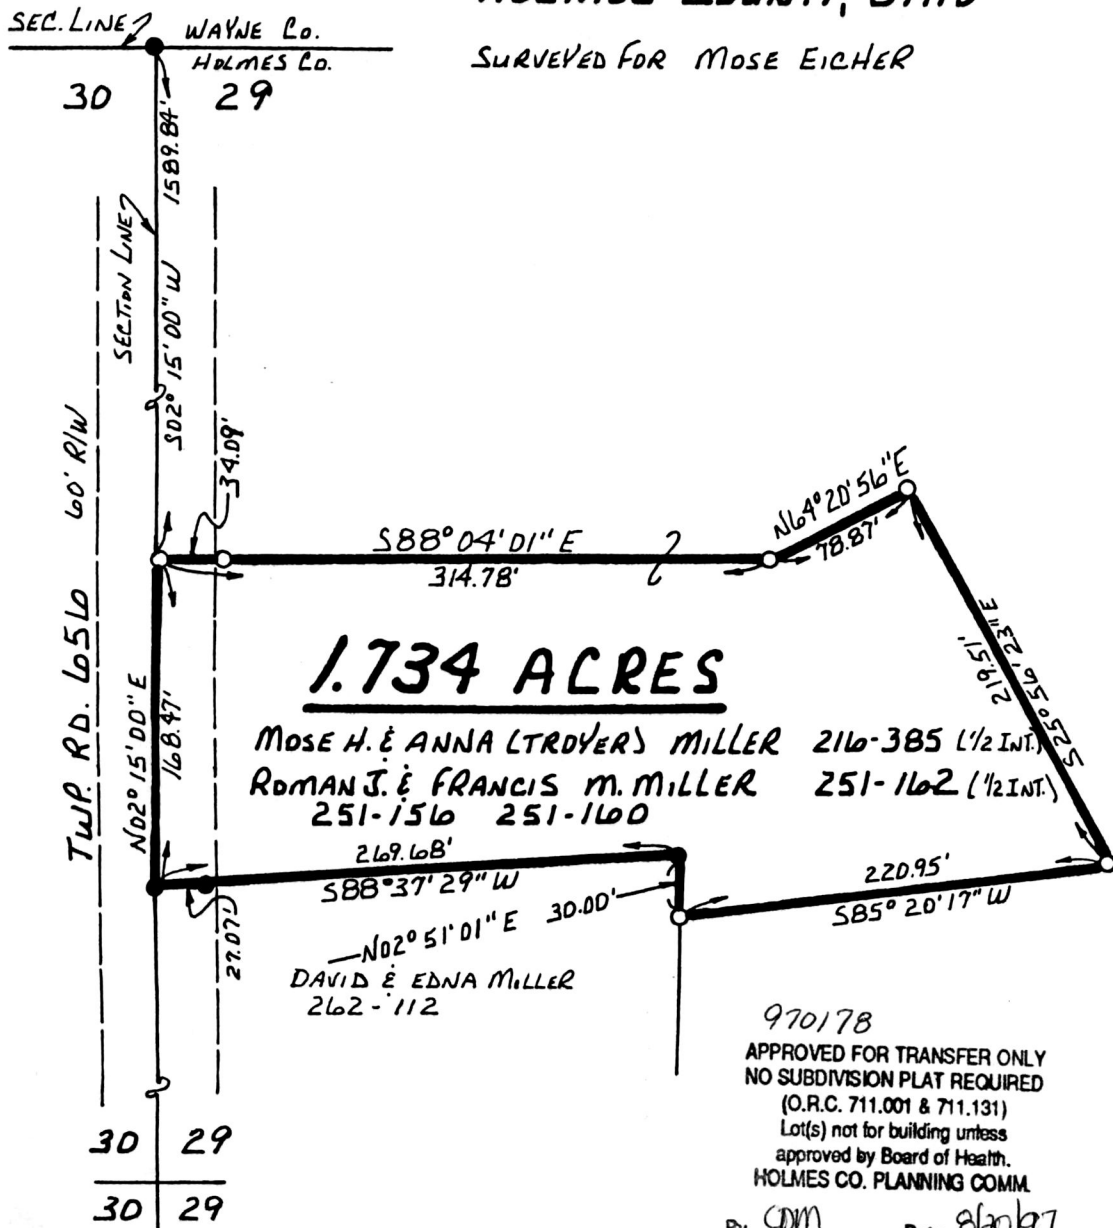 SEC. LINE
WAYNE CO.
HOLMES CO.
SURVEYED FOR MOSE EICHER
30 29
1589.84'
SECTION LINE
S02° 15' 00" W
TWP. RD. 656 60' R/W
34.09'
S88° 04' 01" E
314.78'
N64° 20' 56" E
78.87'
219.51'
S25° 56' 23" E
N02° 15' 00" E
168.47'
1.734 ACRES
MOSE H. & ANNA (TROYER) MILLER 216-385 (1/2 INT.)
ROMAN J. & FRANCIS M. MILLER 251-162 (1/2 INT.)
251-156 251-160
269.68'
S88° 37' 29" W
27.07'
N02° 51' 01" E 30.00'
220.95'
S85° 20' 17" W
DAVID & EDNA MILLER
262-112
970178
APPROVED FOR TRANSFER ONLY
NO SUBDIVISION PLAT REQUIRED
(O.R.C. 711.001 & 711.131)
Lot(s) not for building unless
approved by Board of Health.
HOLMES CO. PLANNING COMM.
30 29
30 29